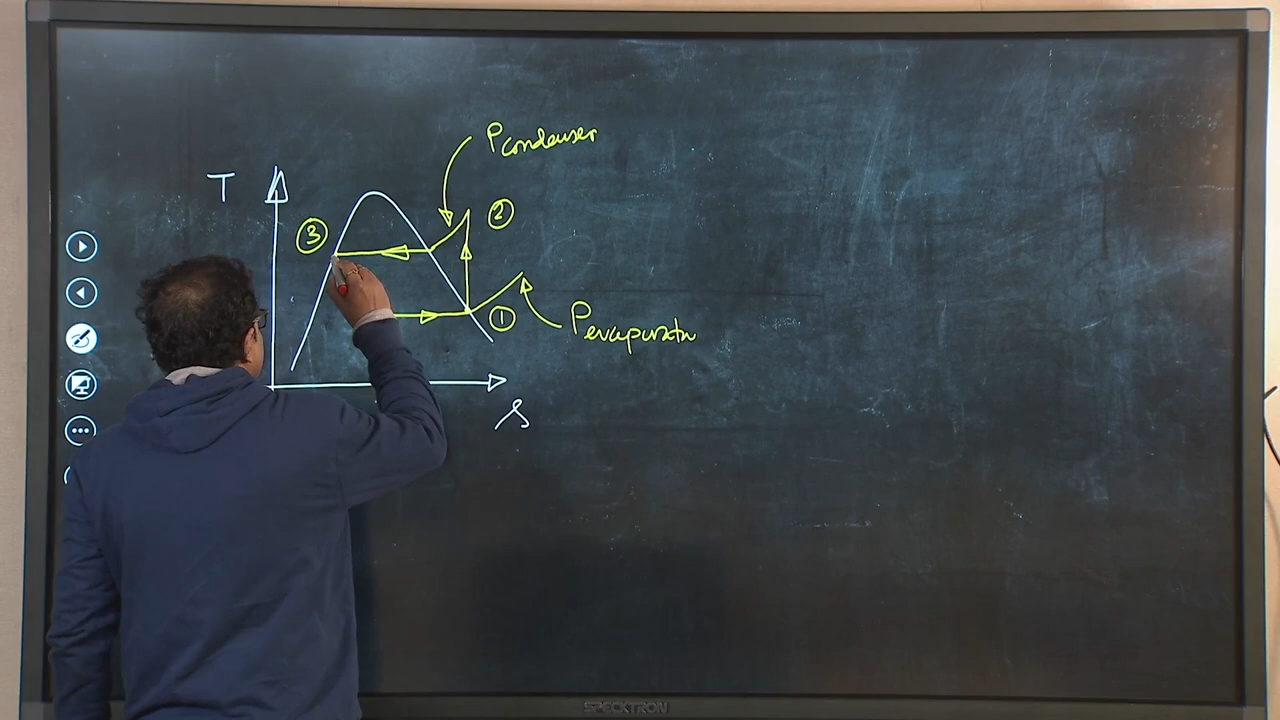 P condenser
T
②
③
①
P evaporator
s
SPECKTRON